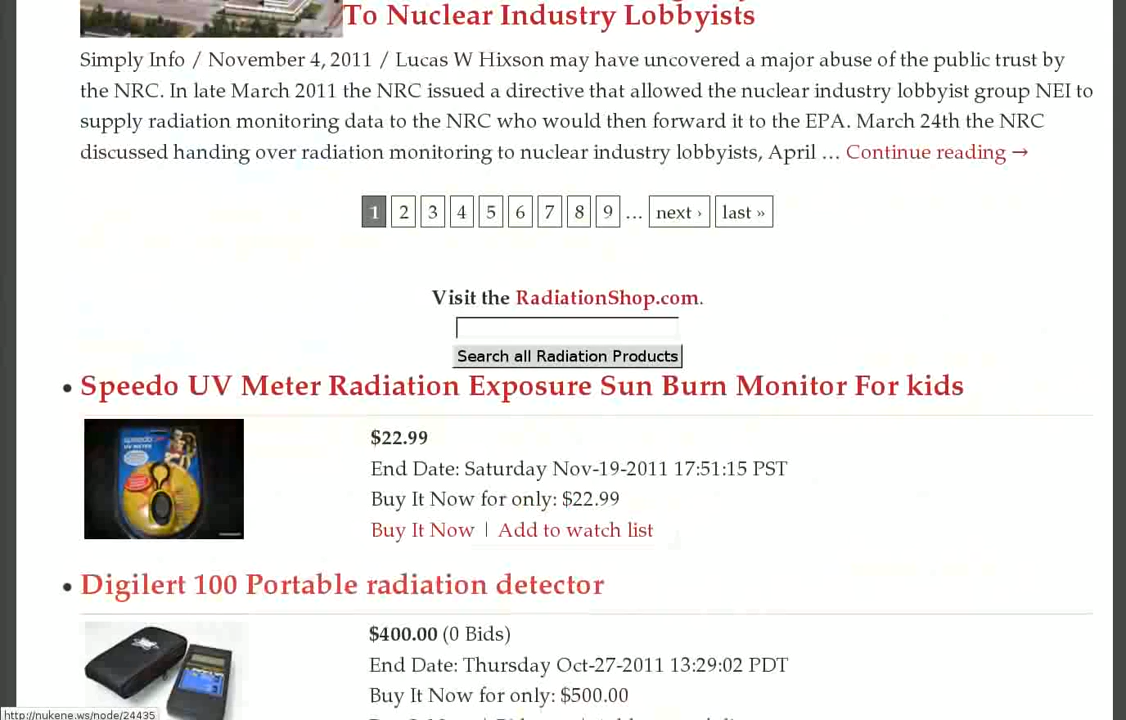 To Nuclear Industry Lobbyists
Simply Info / November 4, 2011 / Lucas W Hixson may have uncovered a major abuse of the public trust by
the NRC. In late March 2011 the NRC issued a directive that allowed the nuclear industry lobbyist group NEI to
supply radiation monitoring data to the NRC who would then forward it to the EPA. March 24th the NRC
discussed handing over radiation monitoring to nuclear industry lobbyists, April … Continue reading →
1 2 3 4 5 6 7 8 9 … next › last »
Visit the RadiationShop.com.
Search all Radiation Products
• Speedo UV Meter Radiation Exposure Sun Burn Monitor For kids
$22.99
End Date: Saturday Nov-19-2011 17:51:15 PST
Buy It Now for only: $22.99
Buy It Now | Add to watch list
• Digilert 100 Portable radiation detector
$400.00 (0 Bids)
End Date: Thursday Oct-27-2011 13:29:02 PDT
Buy It Now for only: $500.00
http://nukene.ws/node/24435